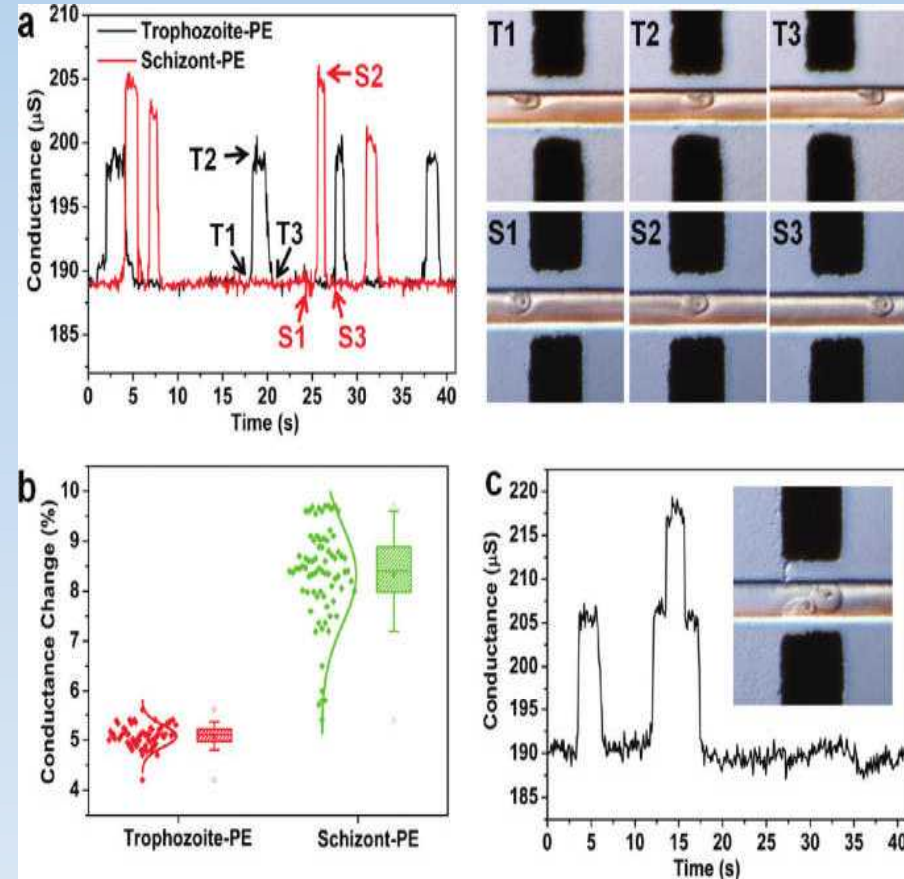 a
210
205
200
195
190
185
Conductance (µS)
Trophozoite-PE
Schizont-PE
S2
T2
T1
T3
S1
S3
0 5 10 15 20 25 30 35 40
Time (s)
T1 T2 T3
S1 S2 S3
b
10
9
8
7
6
5
4
Conductance Change (%)
Trophozoite-PE Schizont-PE
c
220
215
210
205
200
195
190
185
Conductance (µS)
0 5 10 15 20 25 30 35 40
Time (s)